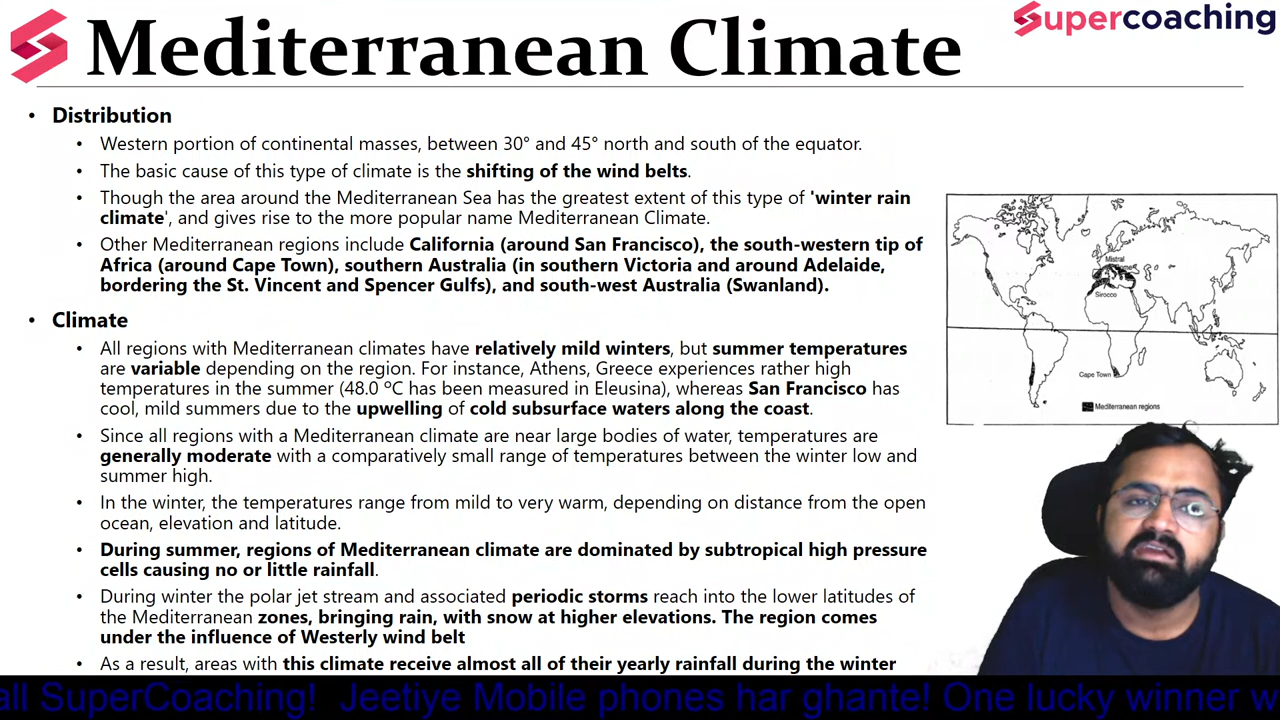 Mediterranean Climate
Supercoaching
• Distribution
• Western portion of continental masses, between 30° and 45° north and south of the equator.
• The basic cause of this type of climate is the shifting of the wind belts.
• Though the area around the Mediterranean Sea has the greatest extent of this type of 'winter rain
climate', and gives rise to the more popular name Mediterranean Climate.
• Other Mediterranean regions include California (around San Francisco), the south-western tip of
Africa (around Cape Town), southern Australia (in southern Victoria and around Adelaide,
bordering the St. Vincent and Spencer Gulfs), and south-west Australia (Swanland).
• Climate
• All regions with Mediterranean climates have relatively mild winters, but summer temperatures
are variable depending on the region. For instance, Athens, Greece experiences rather high
temperatures in the summer (48.0 ºC has been measured in Eleusina), whereas San Francisco has
cool, mild summers due to the upwelling of cold subsurface waters along the coast.
• Since all regions with a Mediterranean climate are near large bodies of water, temperatures are
generally moderate with a comparatively small range of temperatures between the winter low and
summer high.
• In the winter, the temperatures range from mild to very warm, depending on distance from the open
ocean, elevation and latitude.
• During summer, regions of Mediterranean climate are dominated by subtropical high pressure
cells causing no or little rainfall.
• During winter the polar jet stream and associated periodic storms reach into the lower latitudes of
the Mediterranean zones, bringing rain, with snow at higher elevations. The region comes
under the influence of Westerly wind belt
• As a result, areas with this climate receive almost all of their yearly rainfall during the winter
Mistral
Sirocco
Cape Town
Mediterranean regions
all SuperCoaching! Jeetiye Mobile phones har ghante! One lucky winner w